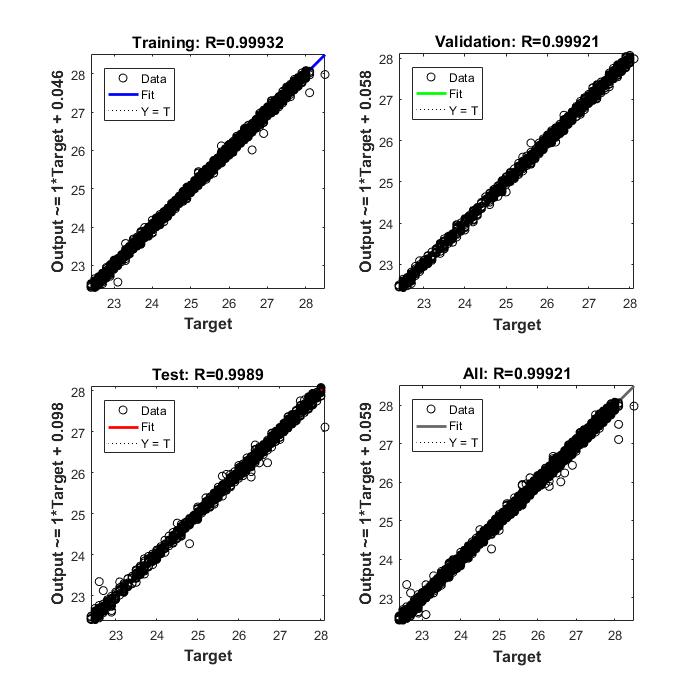 Training: R=0.99932
Output ~= 1*Target + 0.046
28
27
26
25
24
23
Data
Fit
Y = T
23 24 25 26 27 28
Target
Validation: R=0.99921
Output ~= 1*Target + 0.058
28
27
26
25
24
23
Data
Fit
Y = T
23 24 25 26 27 28
Target
Test: R=0.9989
Output ~= 1*Target + 0.098
28
27
26
25
24
23
Data
Fit
Y = T
23 24 25 26 27 28
Target
All: R=0.99921
Output ~= 1*Target + 0.059
28
27
26
25
24
23
Data
Fit
Y = T
23 24 25 26 27 28
Target